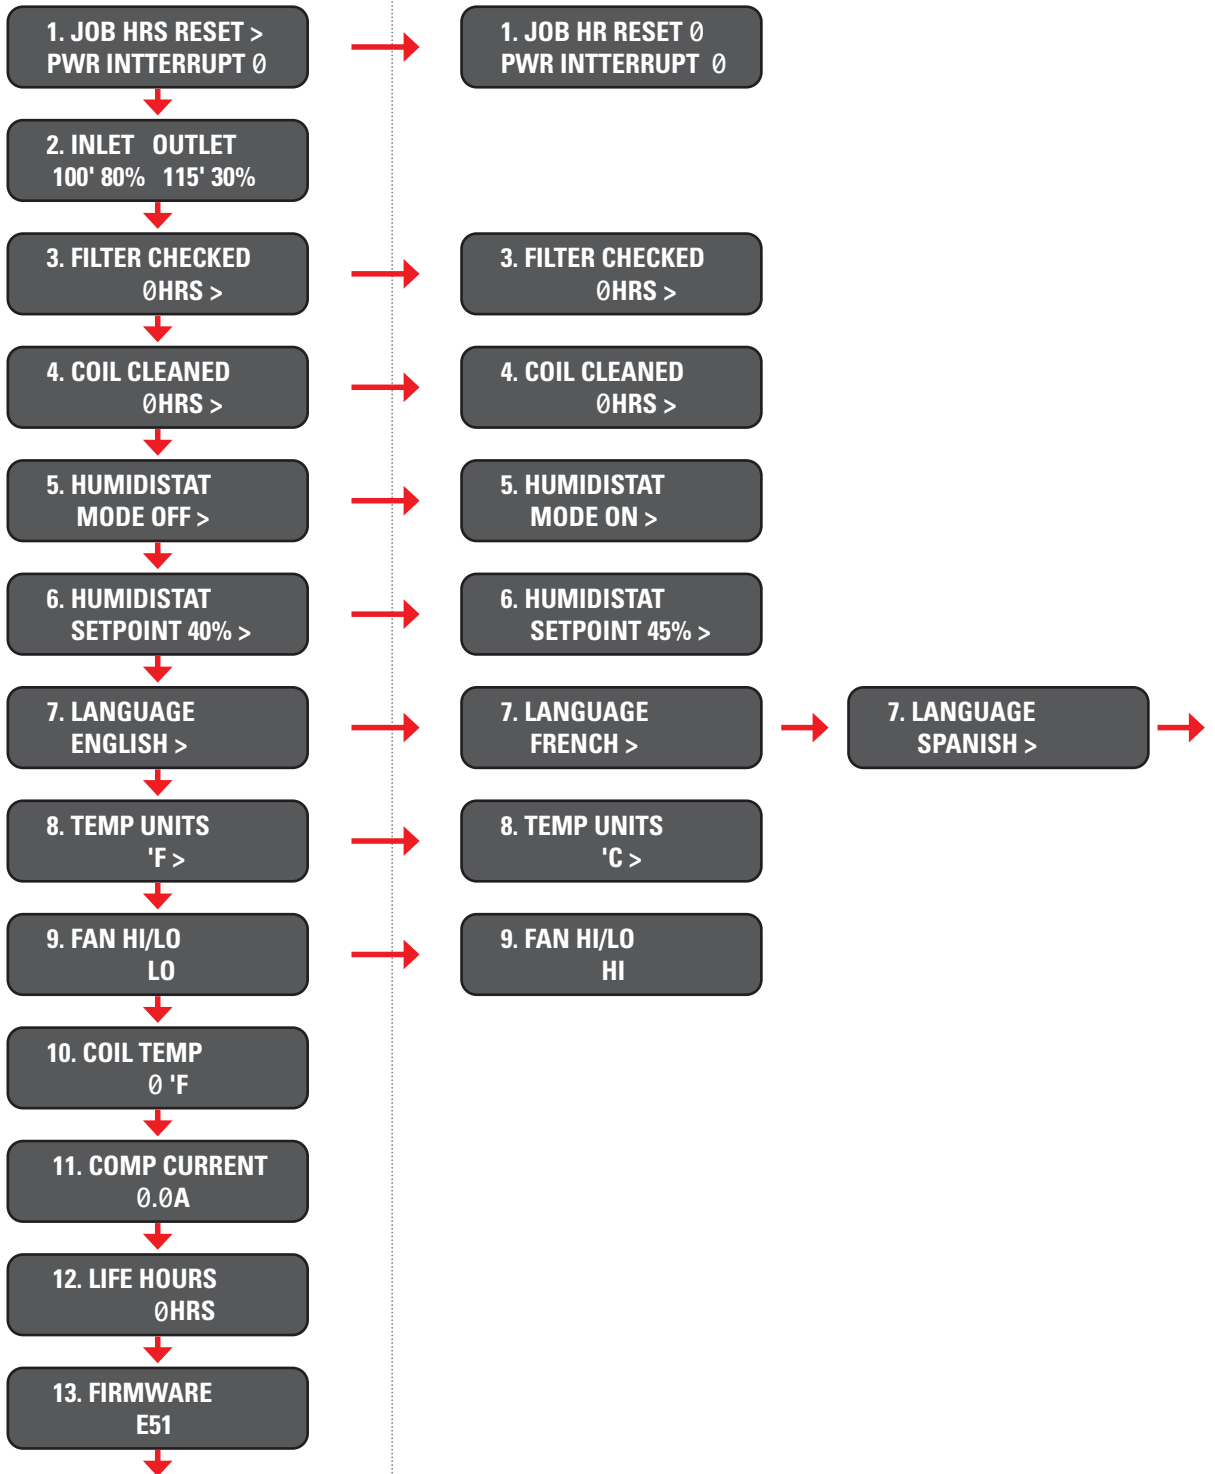 1. JOB HRS RESET >
PWR INTTERRUPT 0
1. JOB HR RESET 0
PWR INTTERRUPT 0
2. INLET OUTLET
100' 80% 115' 30%
3. FILTER CHECKED
0HRS >
3. FILTER CHECKED
0HRS >
4. COIL CLEANED
0HRS >
4. COIL CLEANED
0HRS >
5. HUMIDISTAT
MODE OFF >
5. HUMIDISTAT
MODE ON >
6. HUMIDISTAT
SETPOINT 40% >
6. HUMIDISTAT
SETPOINT 45% >
7. LANGUAGE
ENGLISH >
7. LANGUAGE
FRENCH >
7. LANGUAGE
SPANISH >
8. TEMP UNITS
'F >
8. TEMP UNITS
'C >
9. FAN HI/LO
LO
9. FAN HI/LO
HI
10. COIL TEMP
0 'F
11. COMP CURRENT
0.0A
12. LIFE HOURS
0HRS
13. FIRMWARE
E51